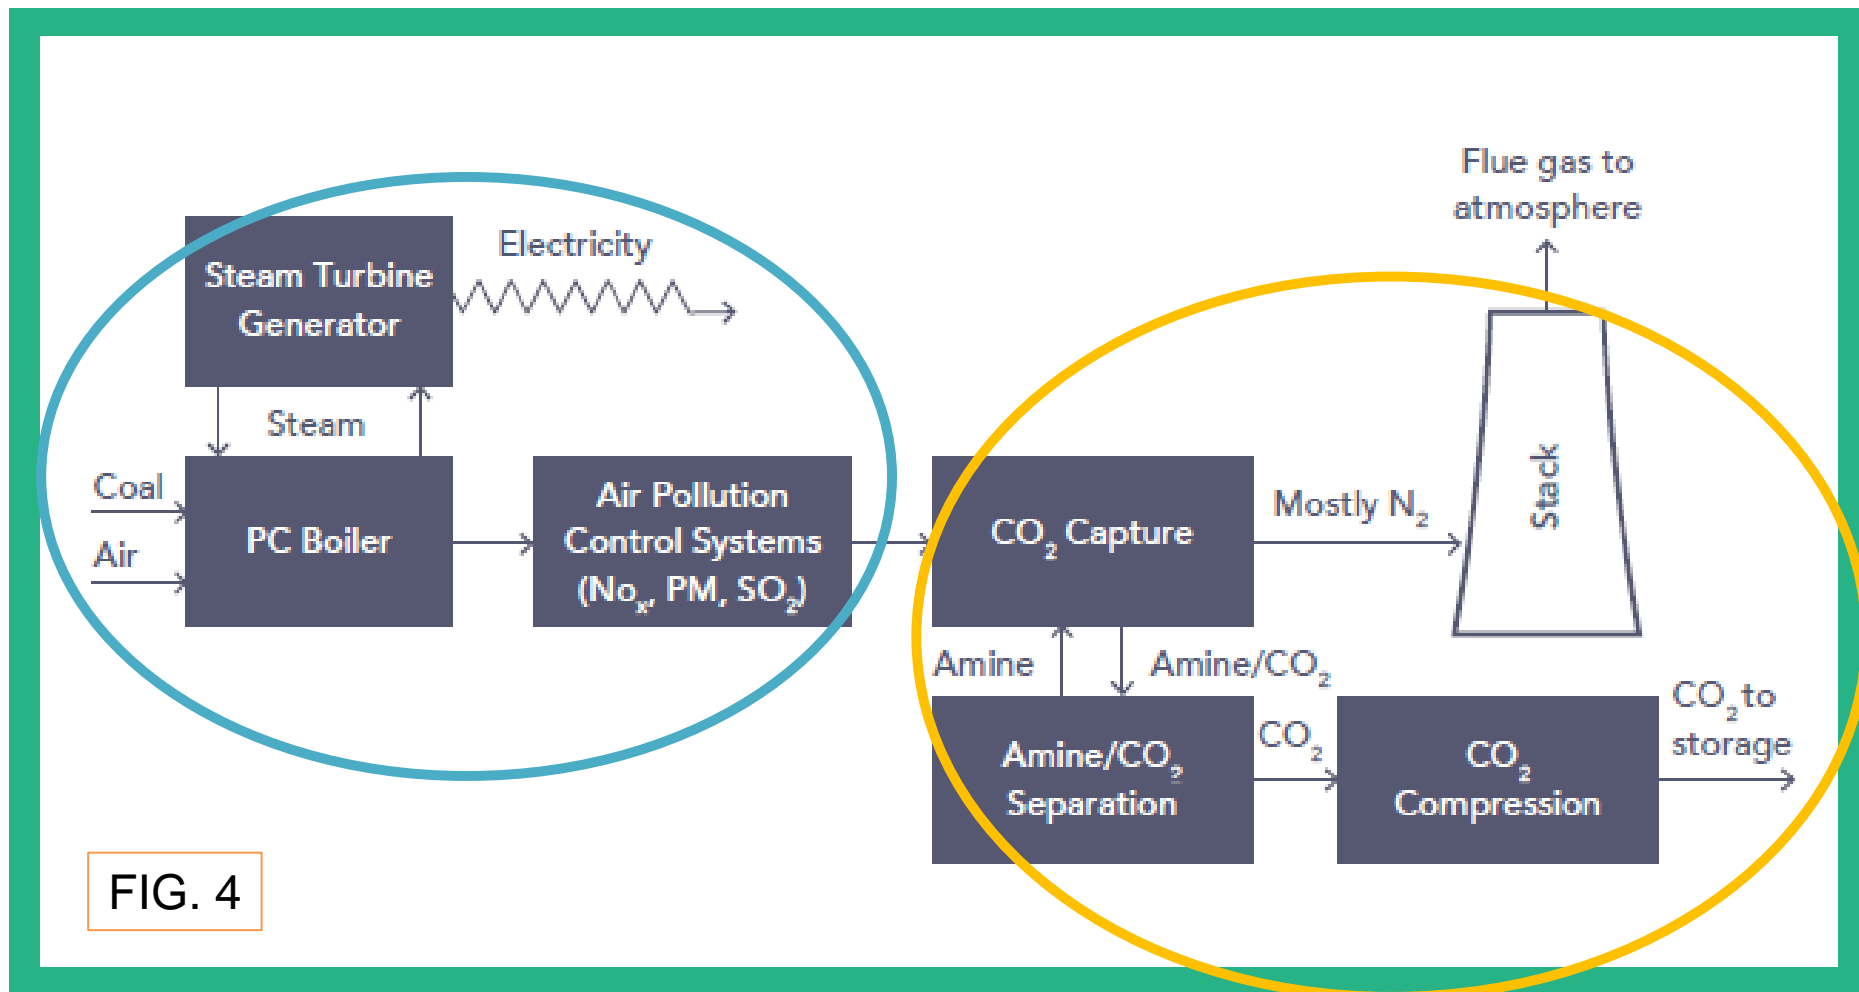 Flue gas to
atmosphere
Electricity
Steam Turbine
Generator
Steam
Coal
Air
PC Boiler
Air Pollution
Control Systems
(Noₓ, PM, SO₂)
CO₂ Capture
Mostly N₂
Stack
Amine
Amine/CO₂
Amine/CO₂
Separation
CO₂
CO₂
Compression
CO₂ to
storage
FIG. 4